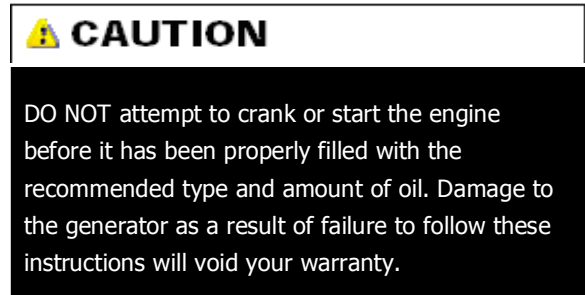 CAUTION
DO NOT attempt to crank or start the engine
before it has been properly filled with the
recommended type and amount of oil. Damage to
the generator as a result of failure to follow these
instructions will void your warranty.